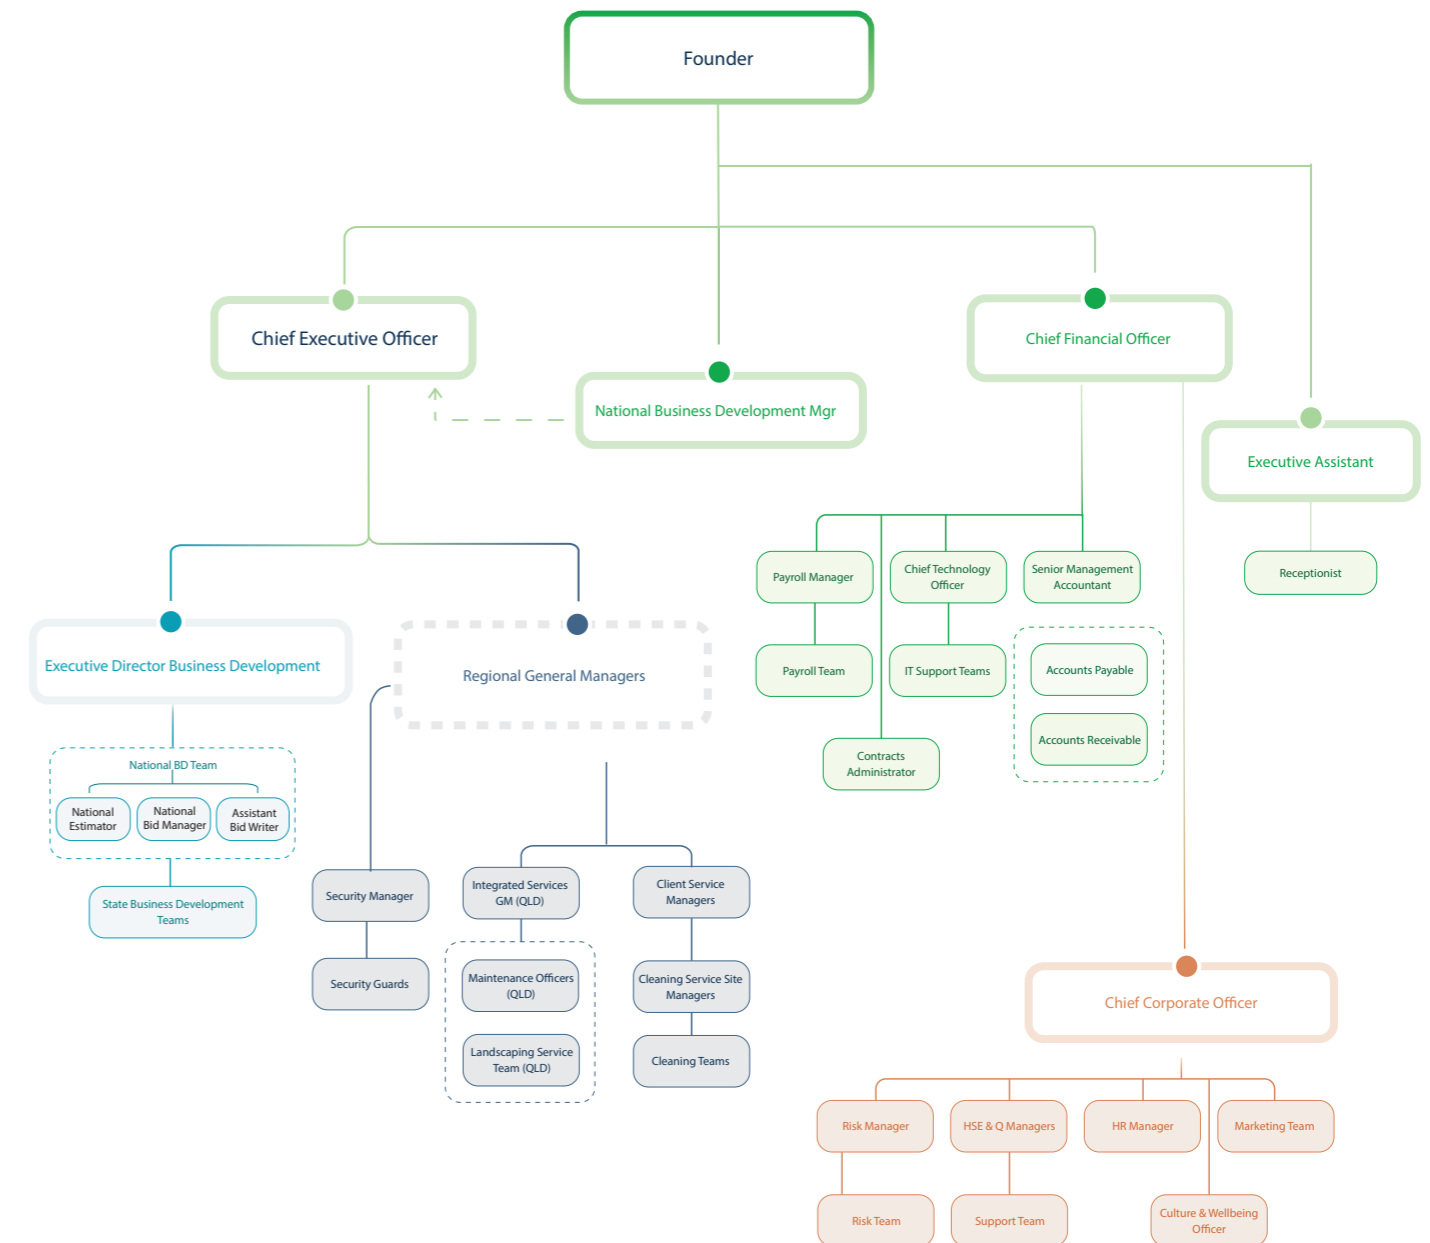 Founder
Chief Executive Officer
National Business Development Mgr
Chief Financial Officer
Executive Assistant
Receptionist
Payroll Manager
Chief Technology
Officer
Senior Management
Accountant
Payroll Team
IT Support Teams
Accounts Payable
Accounts Receivable
Contracts
Administrator
Executive Director Business Development
Regional General Managers
National BD Team
National
Estimator
National
Bid Manager
Assistant
Bid Writer
State Business Development
Teams
Security Manager
Security Guards
Integrated Services
GM (QLD)
Maintenance Officers
(QLD)
Landscaping Service
Team (QLD)
Client Service
Managers
Cleaning Service Site
Managers
Cleaning Teams
Chief Corporate Officer
Risk Manager
HSE & Q Managers
HR Manager
Marketing Team
Risk Team
Support Team
Culture & Wellbeing
Officer